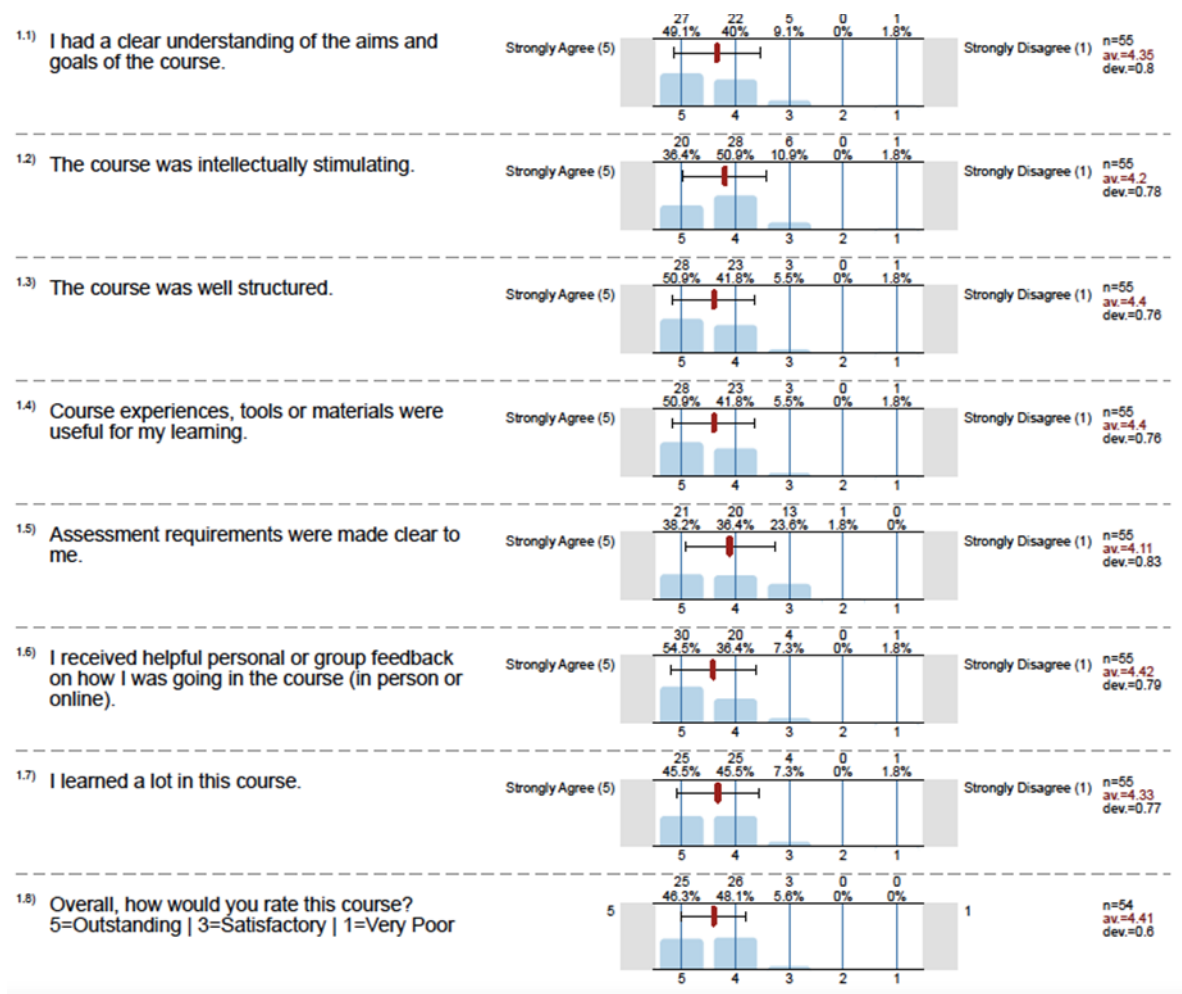 27 22 5 0 1
49.1% 40% 9.1% 0% 1.8%
1.1) I had a clear understanding of the aims and
goals of the course.
Strongly Agree (5)
Strongly Disagree (1)
n=55
av.=4.35
dev.=0.8
5 4 3 2 1
20 28 6 0 1
36.4% 50.9% 10.9% 0% 1.8%
1.2) The course was intellectually stimulating.
Strongly Agree (5)
Strongly Disagree (1)
n=55
av.=4.2
dev.=0.78
5 4 3 2 1
28 23 3 0 1
50.9% 41.8% 5.5% 0% 1.8%
1.3) The course was well structured.
Strongly Agree (5)
Strongly Disagree (1)
n=55
av.=4.4
dev.=0.76
5 4 3 2 1
28 23 3 0 1
50.9% 41.8% 5.5% 0% 1.8%
1.4) Course experiences, tools or materials were
useful for my learning.
Strongly Agree (5)
Strongly Disagree (1)
n=55
av.=4.4
dev.=0.76
5 4 3 2 1
21 20 13 1 0
38.2% 36.4% 23.6% 1.8% 0%
1.5) Assessment requirements were made clear to
me.
Strongly Agree (5)
Strongly Disagree (1)
n=55
av.=4.11
dev.=0.83
5 4 3 2 1
30 20 4 0 1
54.5% 36.4% 7.3% 0% 1.8%
1.6) I received helpful personal or group feedback
on how I was going in the course (in person or
online).
Strongly Agree (5)
Strongly Disagree (1)
n=55
av.=4.42
dev.=0.79
5 4 3 2 1
25 25 4 0 1
45.5% 45.5% 7.3% 0% 1.8%
1.7) I learned a lot in this course.
Strongly Agree (5)
Strongly Disagree (1)
n=55
av.=4.33
dev.=0.77
5 4 3 2 1
25 26 3 0 0
46.3% 48.1% 5.6% 0% 0%
1.8) Overall, how would you rate this course?
5=Outstanding | 3=Satisfactory | 1=Very Poor
5
1
n=54
av.=4.41
dev.=0.6
5 4 3 2 1